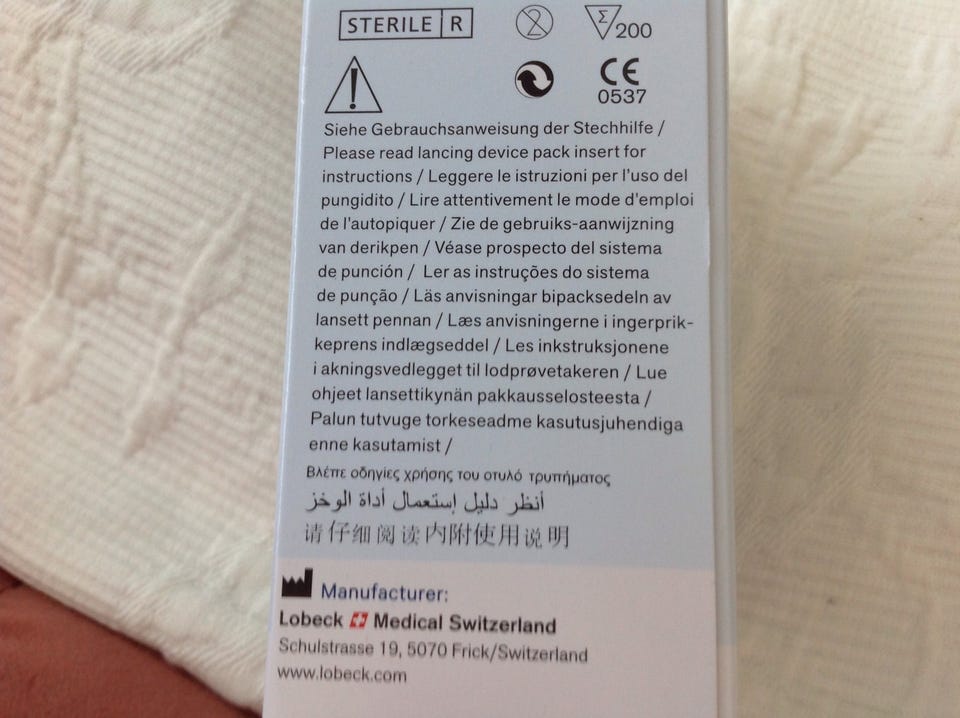 STERILE R
2
Σ 200
CE
0537
Siehe Gebrauchsanweisung der Stechhilfe /
Please read lancing device pack insert for
instructions / Leggere le istruzioni per l'uso del
pungidito / Lire attentivement le mode d'emploi
de l'autopiquer / Zie de gebruiks-aanwijzning
van derikpen / Véase prospecto del sistema
de punción / Ler as instruções do sistema
de punção / Läs anvisningar bipacksedeln av
lansett pennan / Læs anvisningerne i ingerprik-
keprens indlægseddel / Les inkstruksjonene
i akningsvedlegget til lodprøvetakeren / Lue
ohjeet lansettikynän pakkausselosteesta /
Palun tutvuge torkeseadme kasutusjuhendiga
enne kasutamist /
Βλέπε οδηγίες χρήσης του οτυλό τρυπήματος
أنظر دليل إستعمال أداة الوخز
请仔细阅读内附使用说明
Manufacturer:
Lobeck Medical Switzerland
Schulstrasse 19, 5070 Frick/Switzerland
www.lobeck.com